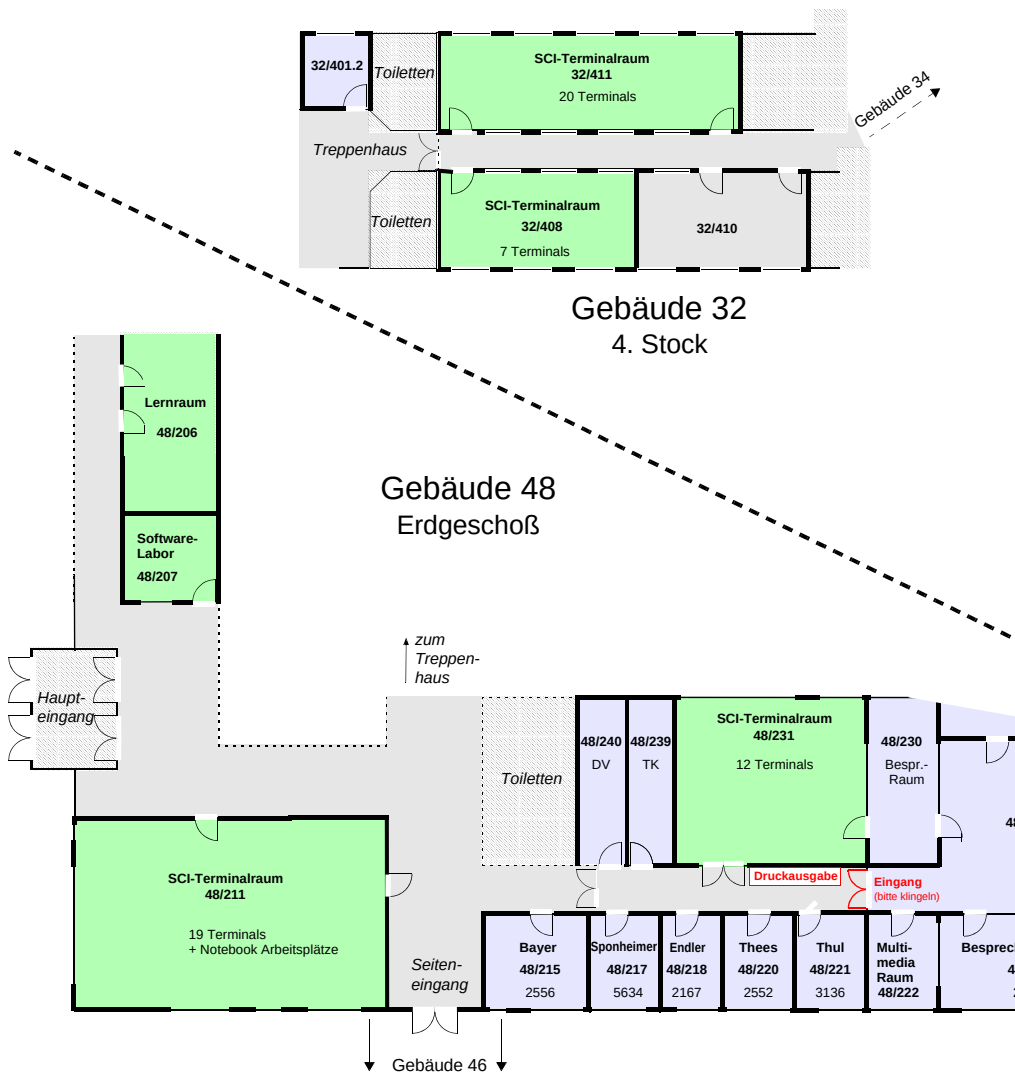 32/401.2
Toiletten
SCI-Terminalraum
32/411
20 Terminals
Gebäude 34
Treppenhaus
Toiletten
SCI-Terminalraum
32/408
7 Terminals
32/410
Gebäude 32
4. Stock
Lernraum
48/206
Gebäude 48
Erdgeschoß
Software-
Labor
48/207
zum
Treppen-
haus
Haupt-
eingang
Toiletten
48/240
DV
48/239
TK
SCI-Terminalraum
48/231
12 Terminals
48/230
Bespr.-
Raum
48
SCI-Terminalraum
48/211
19 Terminals
+ Notebook Arbeitsplätze
Druckausgabe
Eingang
(bitte klingeln)
Seiten-
eingang
Bayer
48/215
2556
Sponheimer
48/217
5634
Endler
48/218
2167
Thees
48/220
2552
Thul
48/221
3136
Multi-
media
Raum
48/222
Besprech
4
2
Gebäude 46